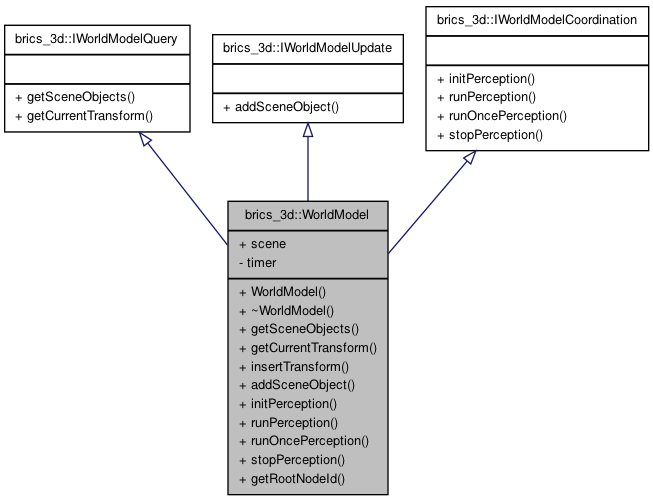 brics_3d::IWorldModelQuery
+ getSceneObjects()
+ getCurrentTransform()
brics_3d::IWorldModelUpdate
+ addSceneObject()
brics_3d::IWorldModelCoordination
+ initPerception()
+ runPerception()
+ runOncePerception()
+ stopPerception()
brics_3d::WorldModel
+ scene
- timer
+ WorldModel()
+ ~WorldModel()
+ getSceneObjects()
+ getCurrentTransform()
+ insertTransform()
+ addSceneObject()
+ initPerception()
+ runPerception()
+ runOncePerception()
+ stopPerception()
+ getRootNodeId()